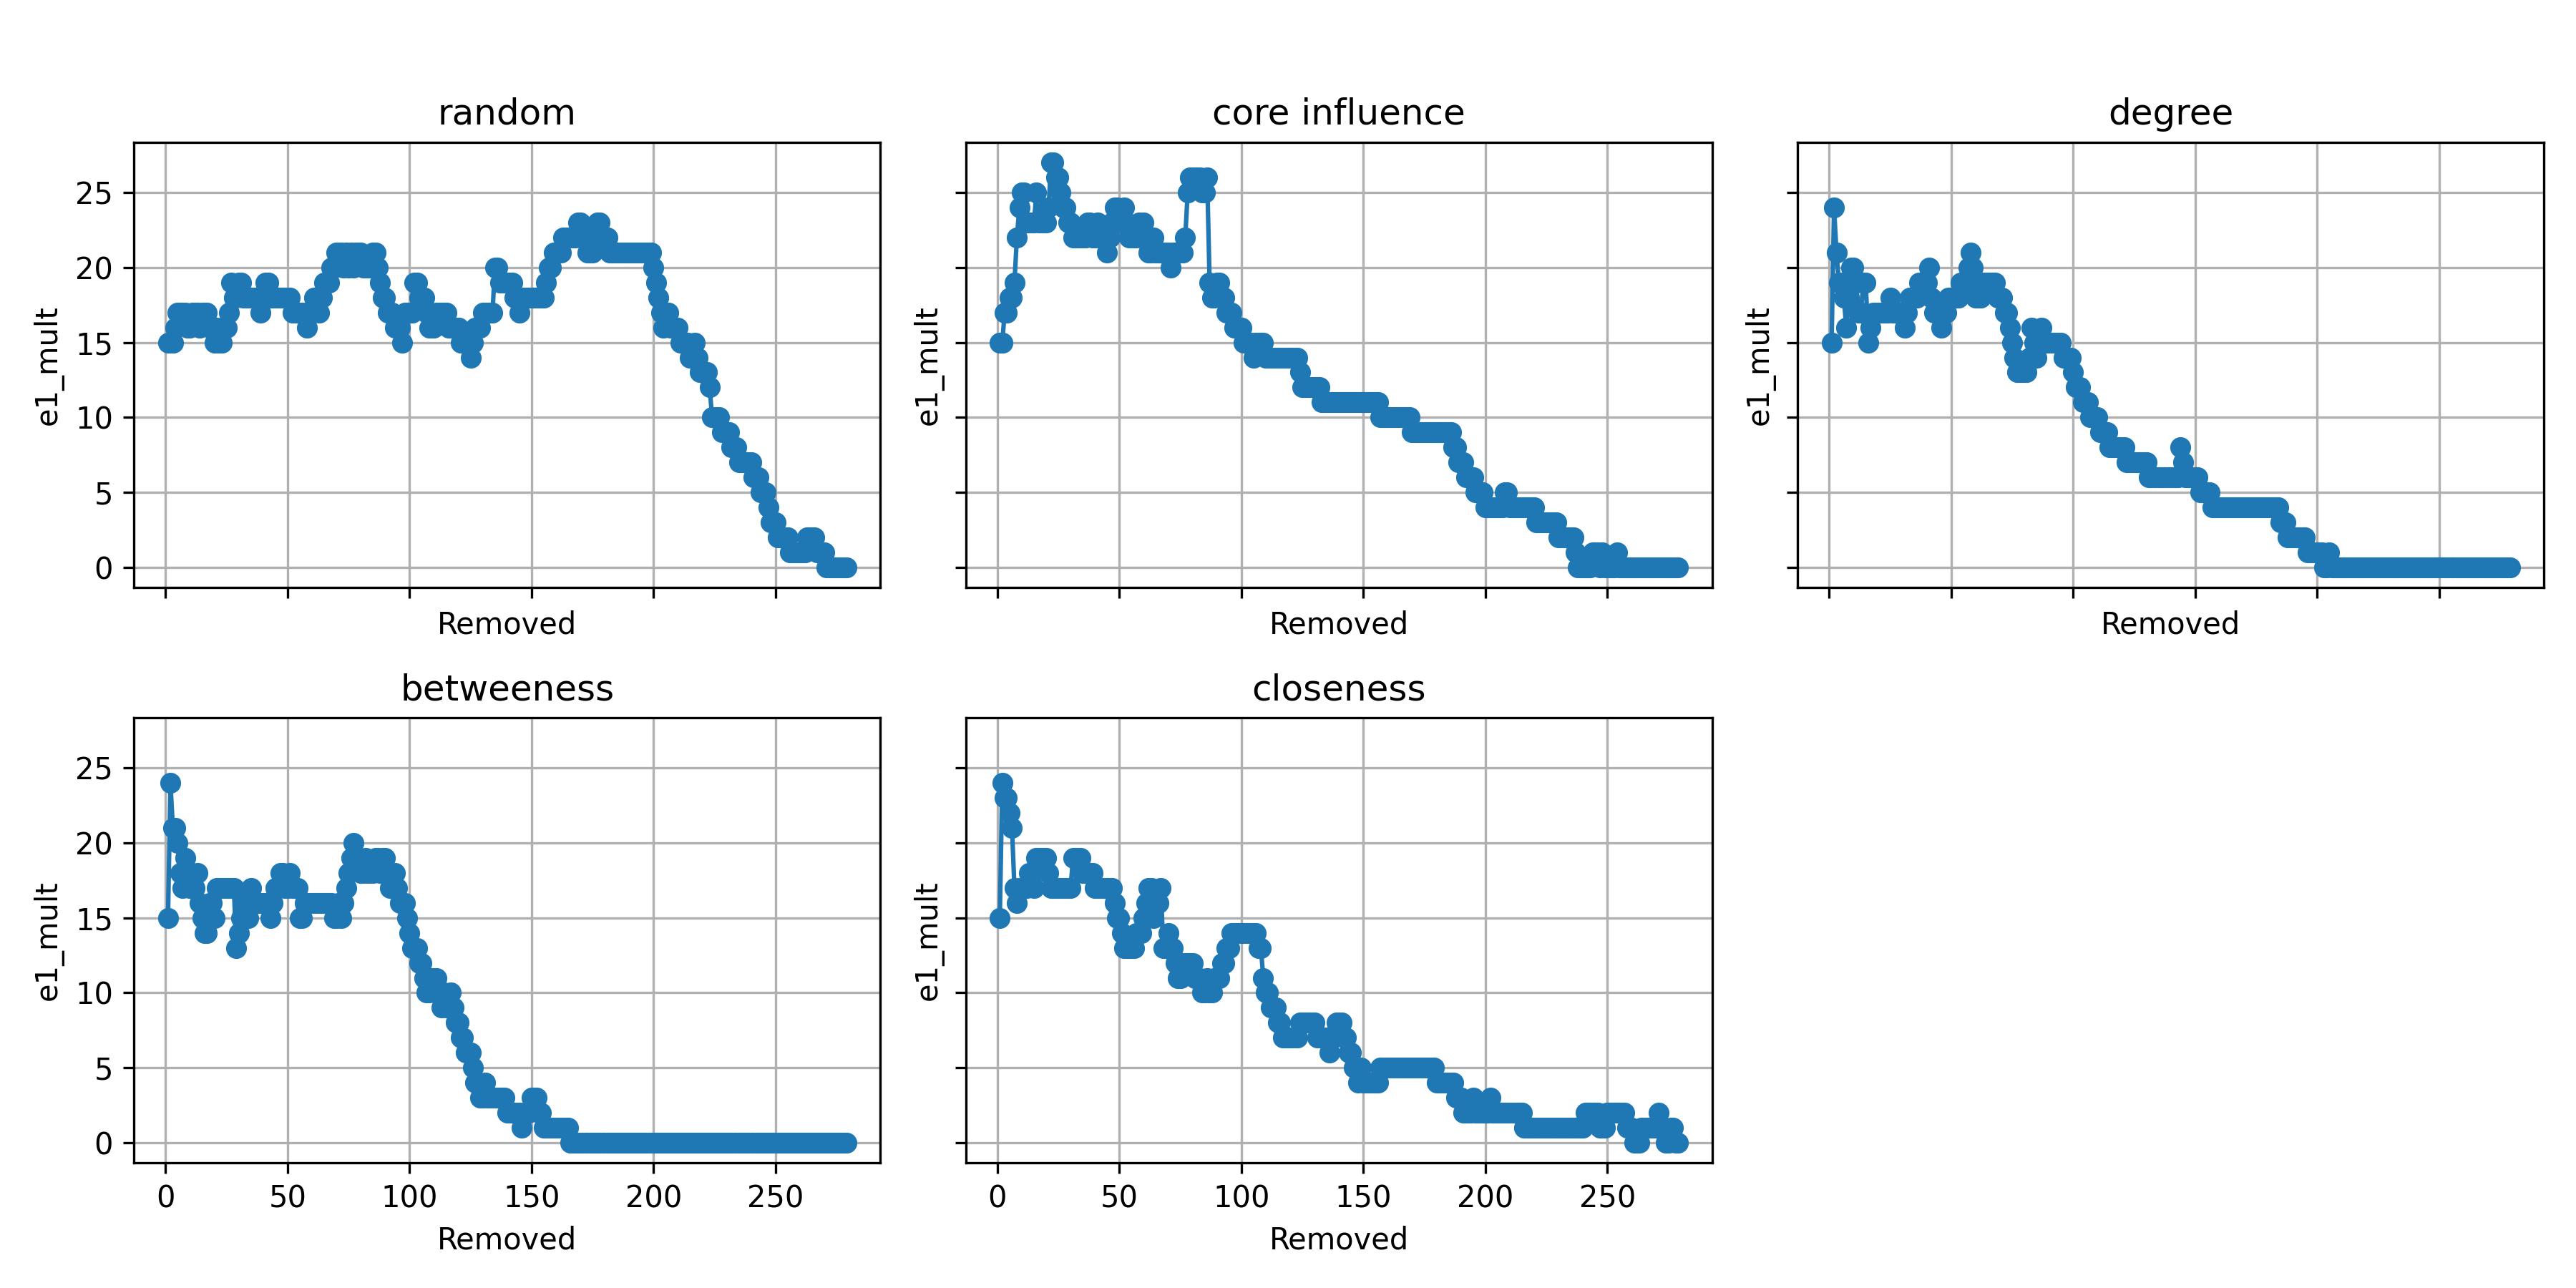 random
core influence
degree
25
20
15
10
5
0
e1_mult
e1_mult
e1_mult
Removed
Removed
Removed
betweeness
closeness
25
20
15
10
5
0
e1_mult
e1_mult
0 50 100 150 200 250
0 50 100 150 200 250
Removed
Removed